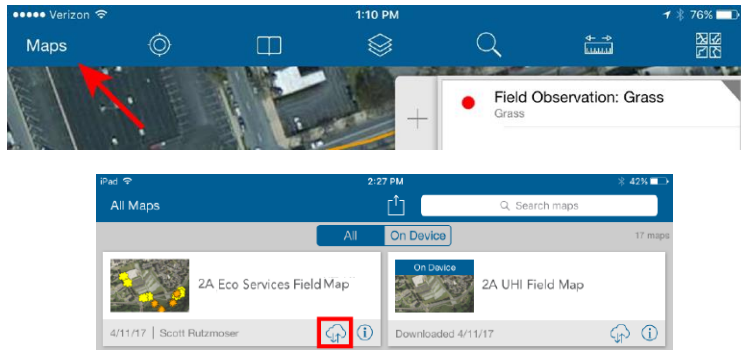 Verizon 1:10 PM 76%
Maps
Field Observation: Grass
Grass
iPad 2:27 PM 42%
All Maps Search maps
All On Device 17 maps
2A Eco Services Field Map
On Device
2A UHI Field Map
4/11/17 | Scott Rutzmoser
Downloaded 4/11/17